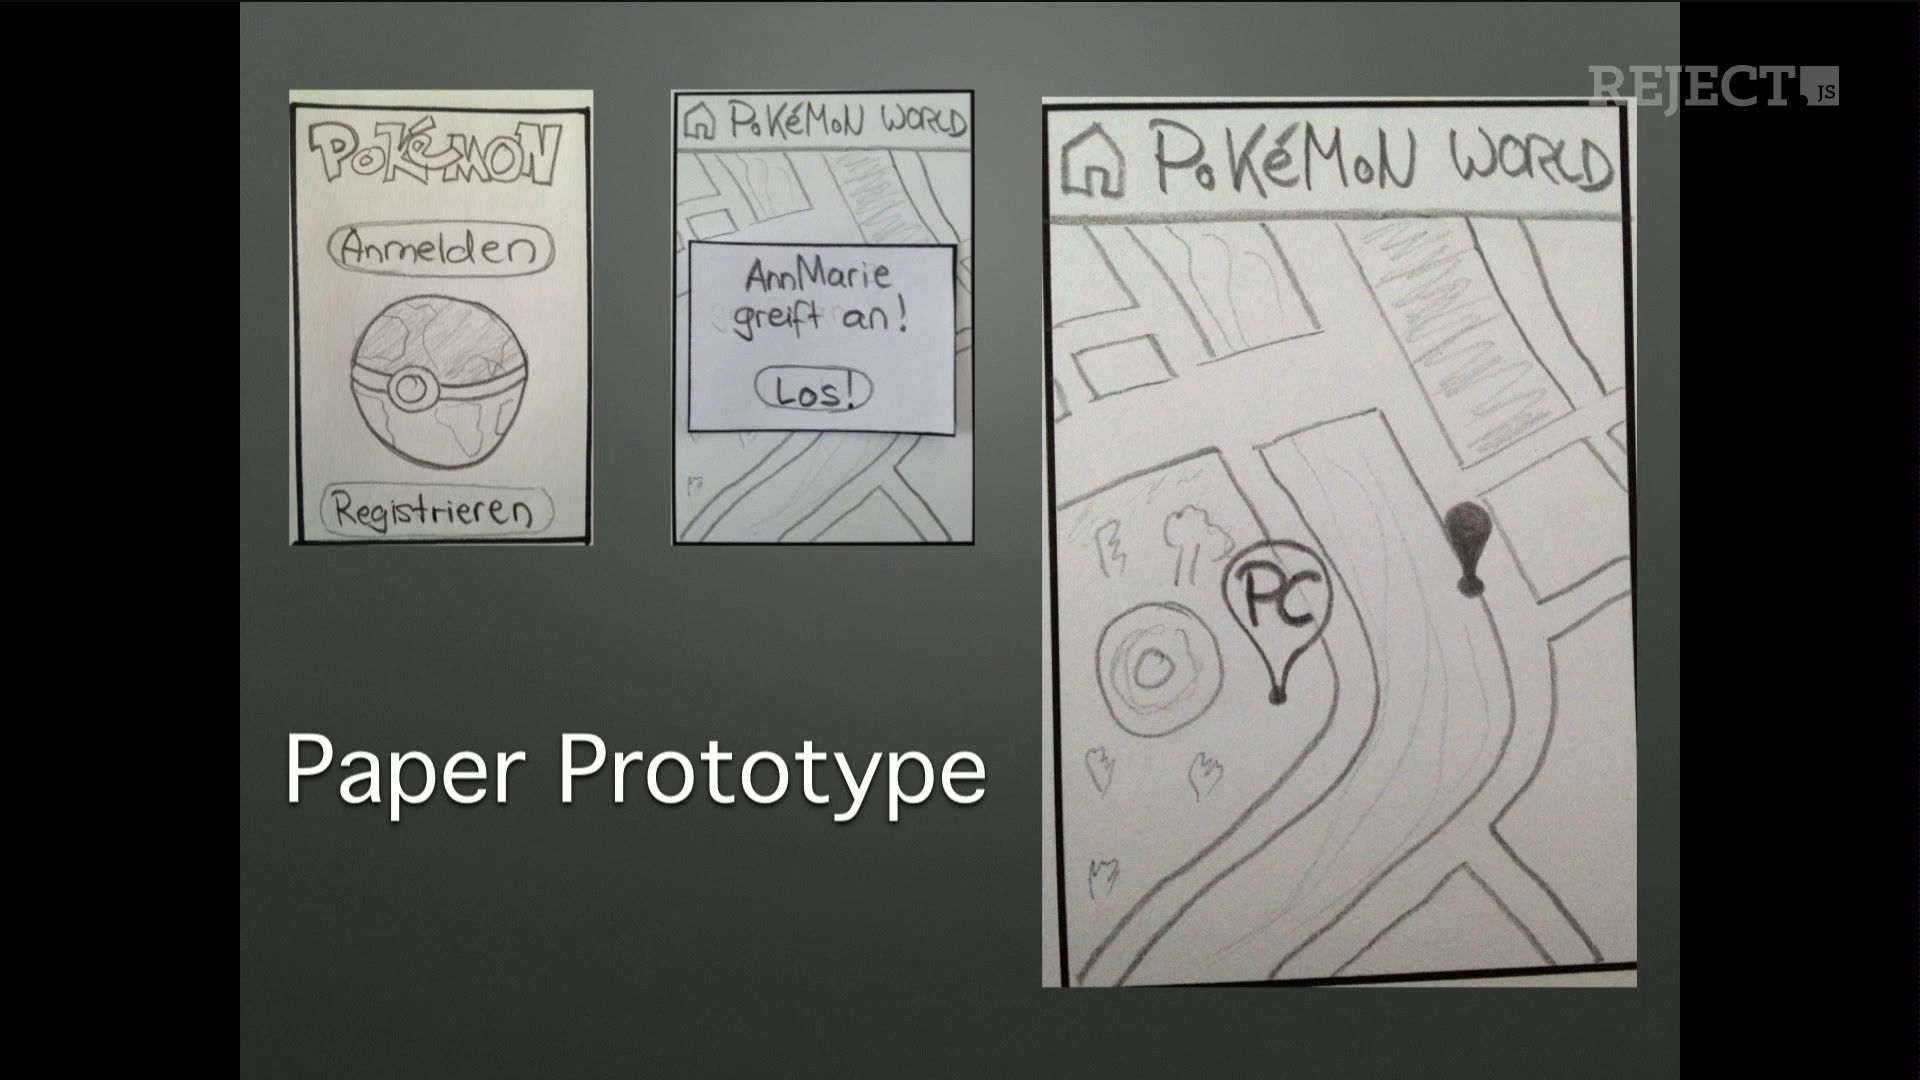 REJECT.JS
POKéMON
Anmelden
Registrieren
POKéMON WORLD
AnnMarie
greift an!
Los!
POKéMON WORLD
PC
Paper Prototype